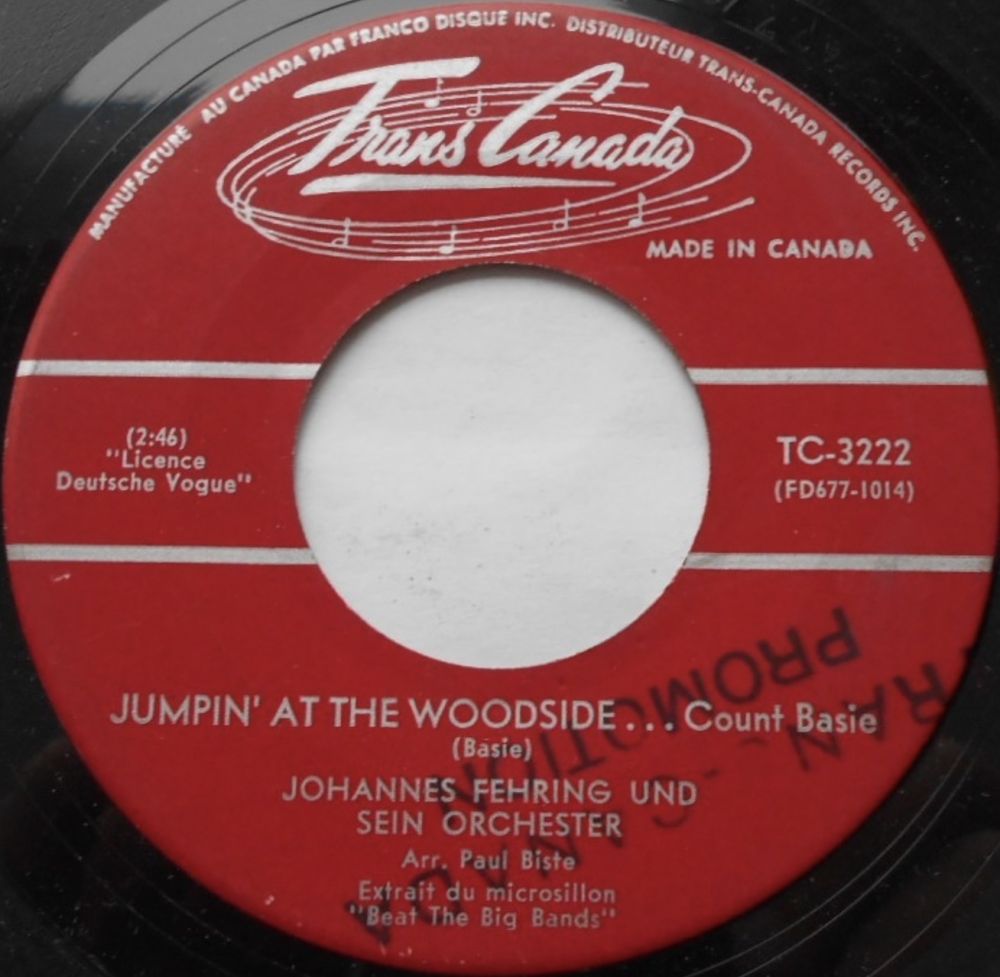 MANUFACTURÉ AU CANADA PAR FRANCO DISQUE INC. DISTRIBUTEUR TRANS-CANADA RECORDS INC.
Trans Canada
MADE IN CANADA
(2:46)
"Licence
Deutsche Vogue"
TC-3222
(FD677-1014)
JUMPIN' AT THE WOODSIDE... Count Basie
(Basie)
JOHANNES FEHRING UND
SEIN ORCHESTER
Arr. Paul Biste
Extrait du microsillon
"Beat The Big Bands"
PROMOTION